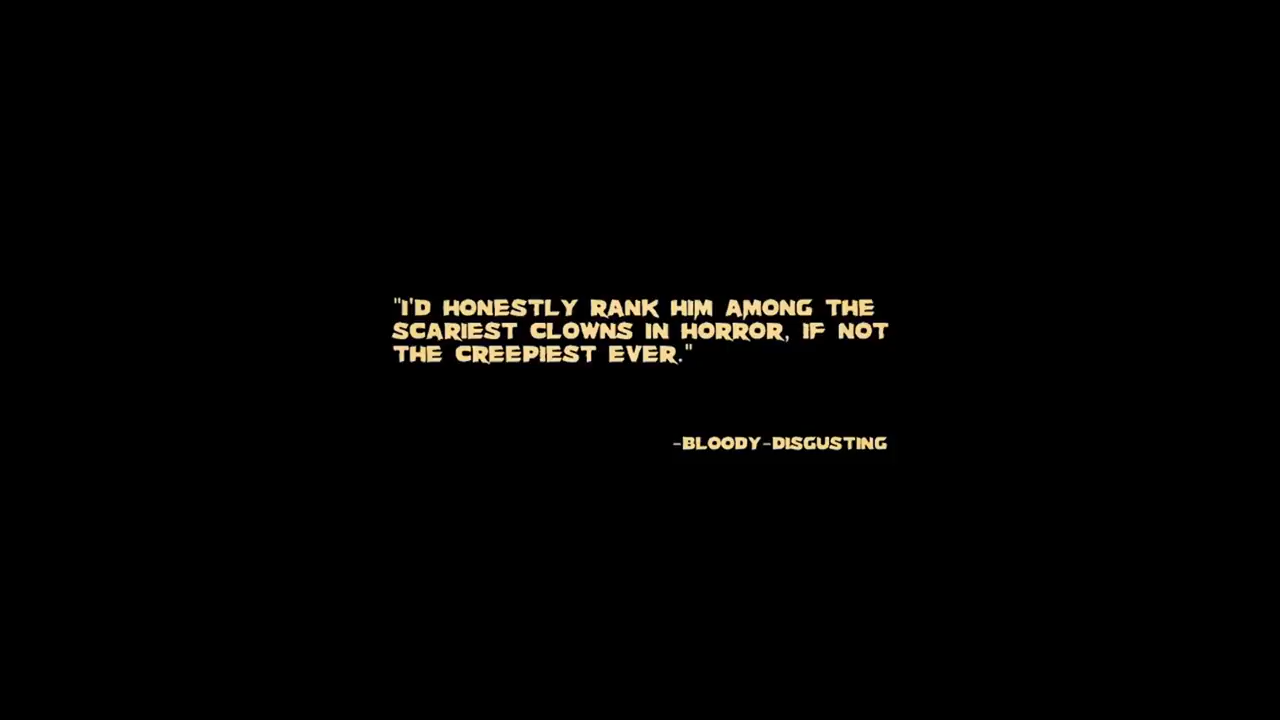 "I'D HONESTLY RANK HIM AMONG THE
SCARIEST CLOWNS IN HORROR, IF NOT
THE CREEPIEST EVER."
-BLOODY-DISGUSTING